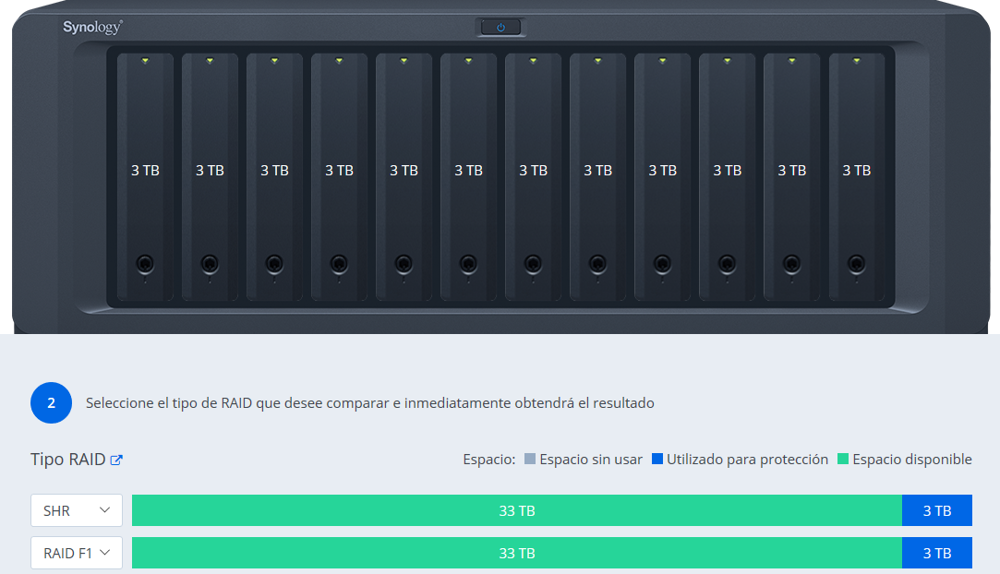 Synology®
3 TB 3 TB 3 TB 3 TB 3 TB 3 TB 3 TB 3 TB 3 TB 3 TB 3 TB 3 TB
2 Seleccione el tipo de RAID que desee comparar e inmediatamente obtendrá el resultado
Tipo RAID Espacio: Espacio sin usar Utilizado para protección Espacio disponible
SHR 33 TB 3 TB
RAID F1 33 TB 3 TB